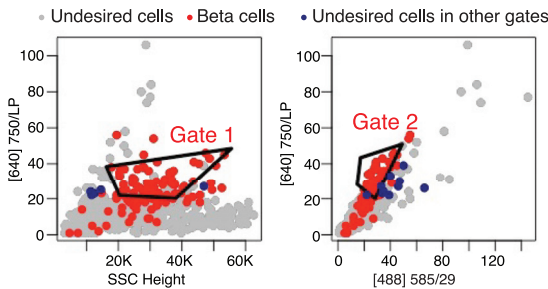 Undesired cells Beta cells Undesired cells in other gates
100
80
60
40
20
0
[640] 750/LP
Gate 1
20K 40K 60K
SSC Height
100
80
60
40
20
0
[640] 750/LP
Gate 2
0 40 80 120
[488] 585/29